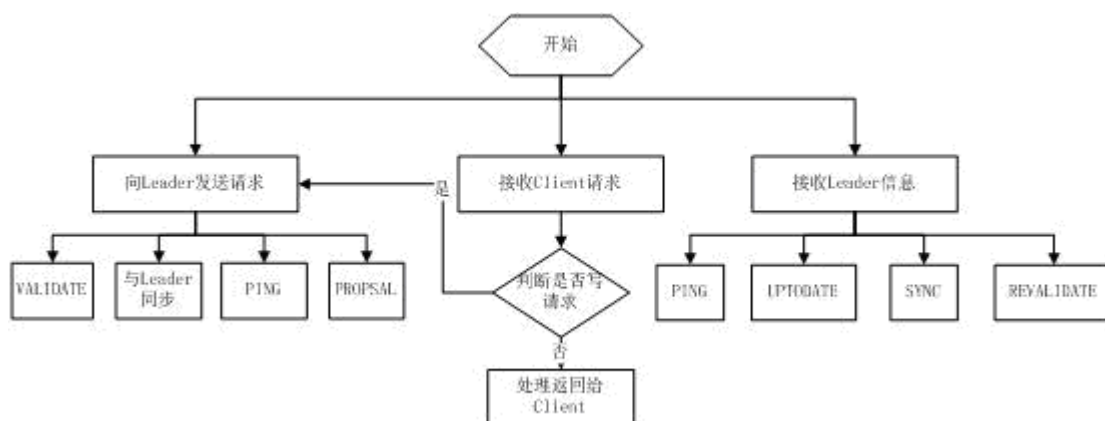 开始
向Leader发送请求
接收Client请求
接收Leader信息
是
VALIDATE
与Leader
同步
PING
PROPSAL
判断是否写
请求
PING
UPTODATE
SYNC
REVALIDATE
否
处理返回给
Client